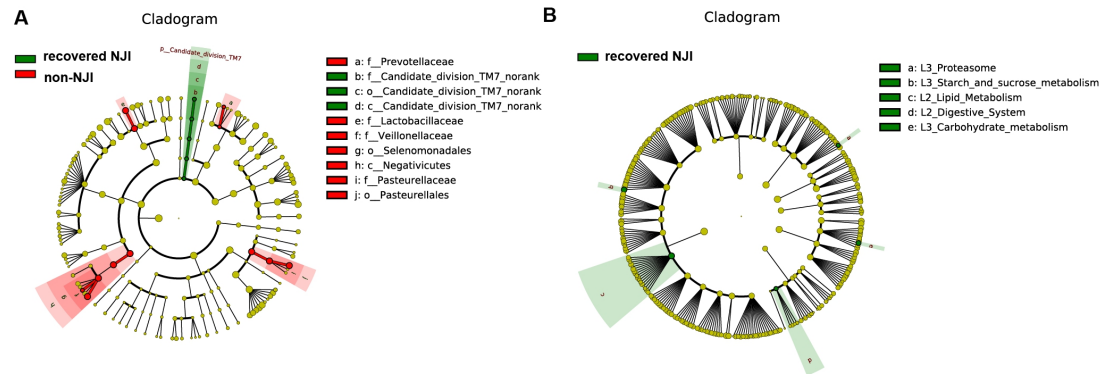 A
Cladogram
recovered NJI
non-NJI
p__Candidate_division_TM7
d
c
b
a
e
a: f__Prevotellaceae
b: f__Candidate_division_TM7_norank
c: o__Candidate_division_TM7_norank
d: c__Candidate_division_TM7_norank
e: f__Lactobacillaceae
f: f__Veillonellaceae
g: o__Selenomonadales
h: c__Negativicutes
i: f__Pasteurellaceae
j: o__Pasteurellales
h
g
f
i
j
B
Cladogram
recovered NJI
a: L3_Proteasome
b: L3_Starch_and_sucrose_metabolism
c: L2_Lipid_Metabolism
d: L2_Digestive_System
e: L3_Carbohydrate_metabolism
c
d